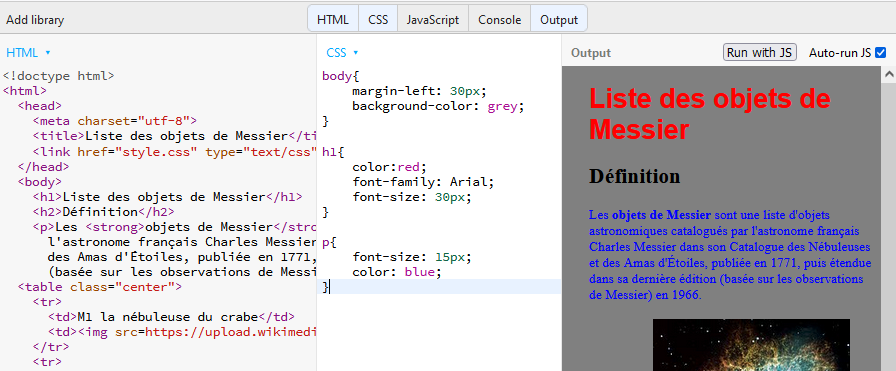 Add library
HTML CSS JavaScript Console Output
HTML
<!doctype html>
<html>
<head>
<meta charset="utf-8">
<title>Liste des objets de Messier</ti
<link href="style.css" type="text/css"
</head>
<body>
<h1>Liste des objets de Messier</h1>
<h2>Définition</h2>
<p>Les <strong>objets de Messier</stro
l'astronome français Charles Messier
des Amas d'Étoiles, publiée en 1771,
(basée sur les observations de Messi
<table class="center">
<tr>
<td>M1 la nébuleuse du crabe</td>
<td><img src=https://upload.wikimedi
</tr>
<tr>
CSS
body{
margin-left: 30px;
background-color: grey;
}
h1{
color:red;
font-family: Arial;
font-size: 30px;
}
p{
font-size: 15px;
color: blue;
}
Output Run with JS Auto-run JS
Liste des objets de
Messier
Définition
Les objets de Messier sont une liste d'objets
astronomiques catalogués par l'astronome français
Charles Messier dans son Catalogue des Nébuleuses
et des Amas d'Étoiles, publiée en 1771, puis étendue
dans sa dernière édition (basée sur les observations
de Messier) en 1966.